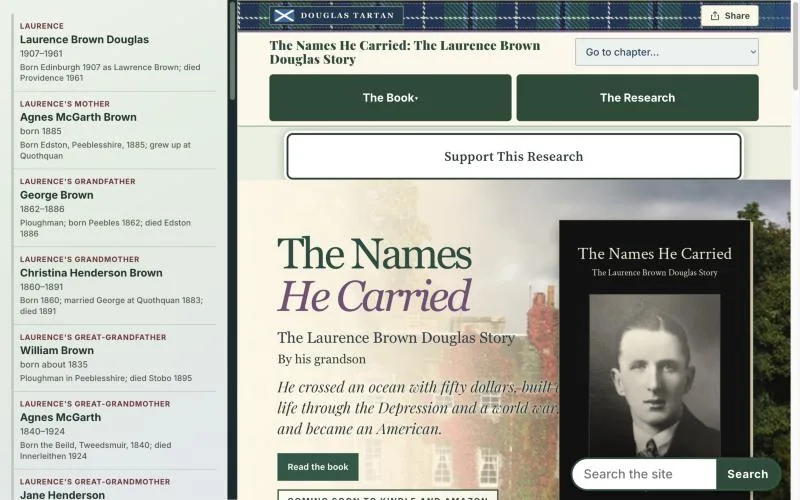 LAURENCE
Laurence Brown Douglas
1907–1961
Born Edinburgh 1907 as Lawrence Brown; died
Providence 1961
LAURENCE'S MOTHER
Agnes McGarth Brown
born 1885
Born Edston, Peeblesshire, 1885; grew up at
Quothquan
LAURENCE'S GRANDFATHER
George Brown
1862–1886
Ploughman; born Peebles 1862; died Edston
1886
LAURENCE'S GRANDMOTHER
Christina Henderson Brown
1860–1891
Born 1860; married George at Quothquan 1883;
died 1891
LAURENCE'S GREAT-GRANDFATHER
William Brown
born about 1835
Ploughman in Peeblesshire; died Stobo 1895
LAURENCE'S GREAT-GRANDMOTHER
Agnes McGarth
1840–1924
Born the Beild, Tweedsmuir, 1840; died
Innerleithen 1924
LAURENCE'S GREAT-GRANDMOTHER
Jane Henderson
DOUGLAS TARTAN
Share
The Names He Carried: The Laurence Brown
Douglas Story
Go to chapter...
The Book
The Research
Support This Research
The Names
He Carried
The Laurence Brown Douglas Story
By his grandson
He crossed an ocean with fifty dollars, built
life through the Depression and a world war,
and became an American.
Read the book
COMING SOON TO KINDLE AND AMAZON
The Names He Carried
The Laurence Brown Douglas Story
Search the site
Search